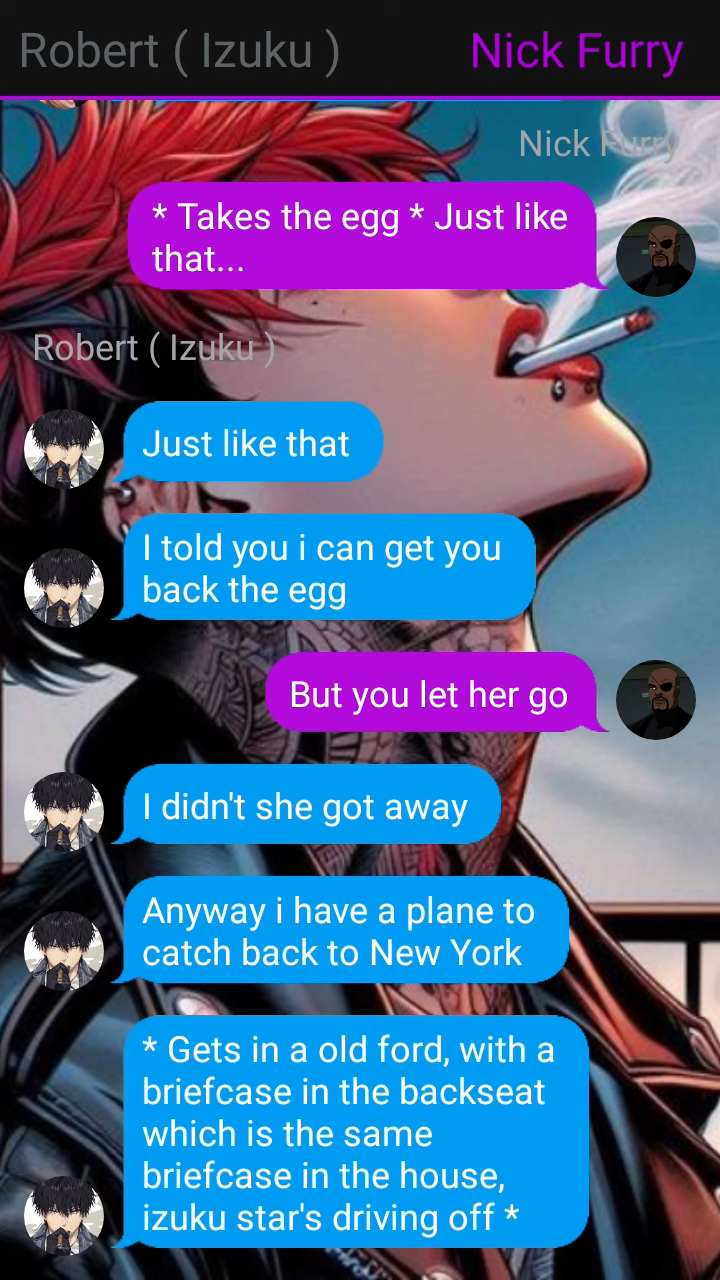 Robert ( Izuku )
Nick Furry
Nick Furry
* Takes the egg * Just like
that...
Robert ( Izuku )
Just like that
I told you i can get you
back the egg
But you let her go
I didn't she got away
Anyway i have a plane to
catch back to New York
* Gets in a old ford, with a
briefcase in the backseat
which is the same
briefcase in the house,
izuku star's driving off *